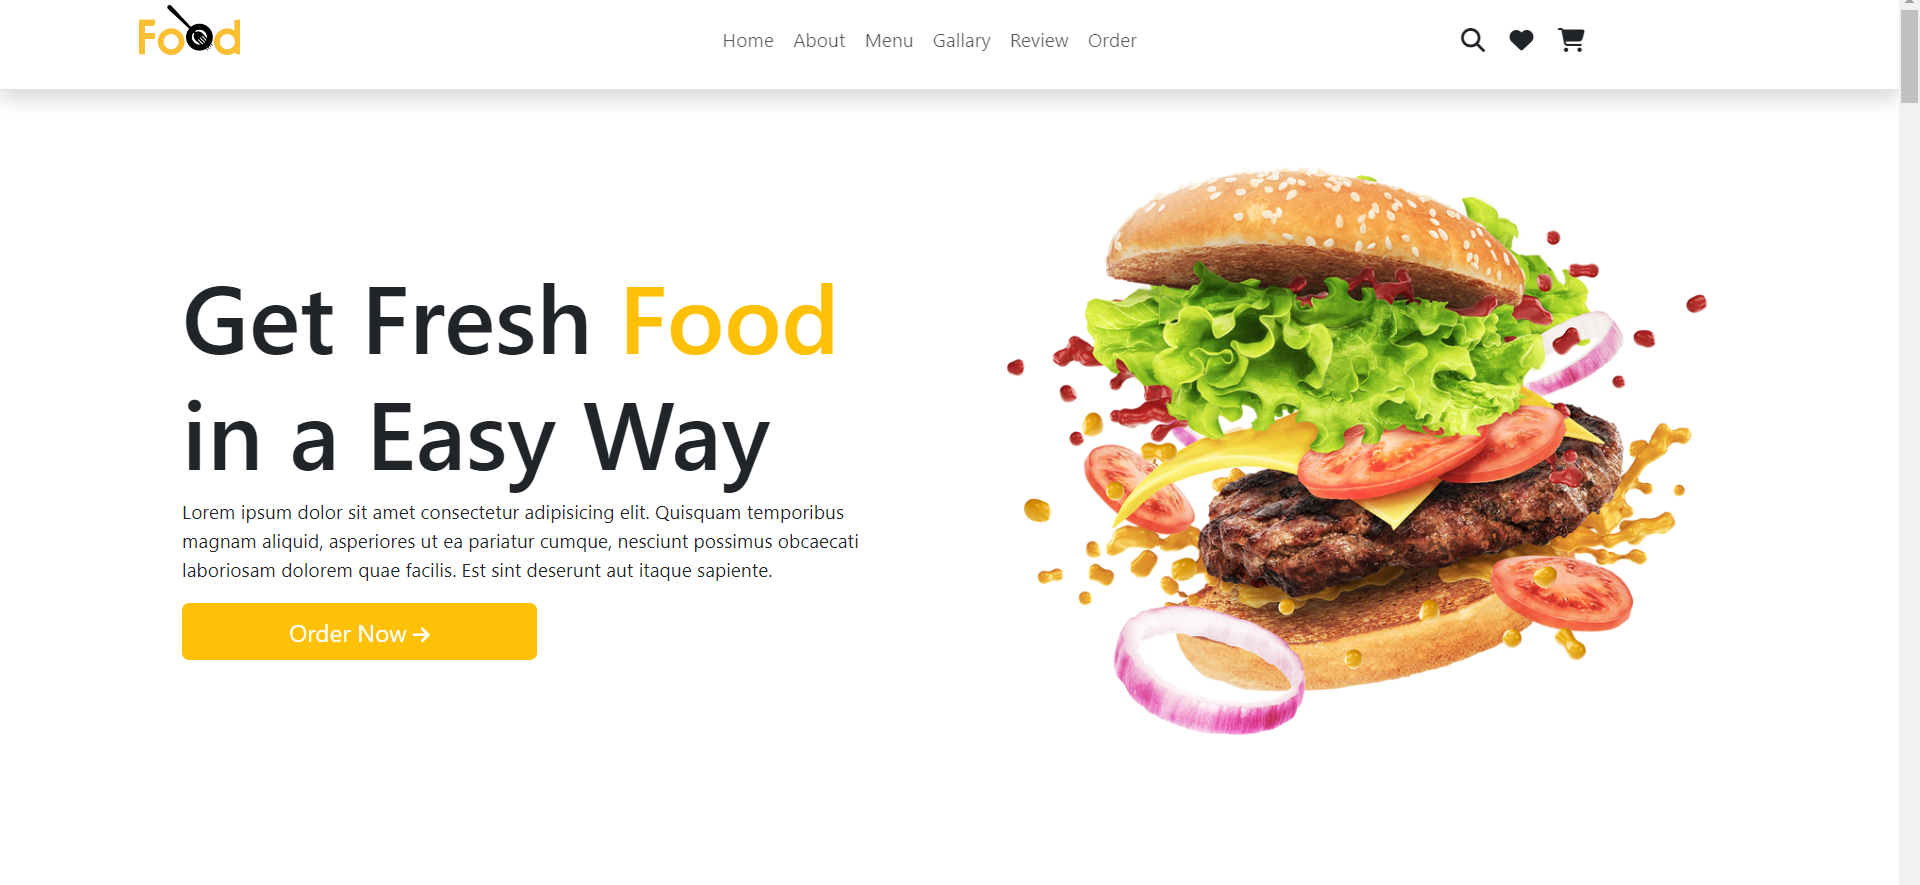 Food
Home About Menu Gallary Review Order
Get Fresh Food
in a Easy Way
Lorem ipsum dolor sit amet consectetur adipisicing elit. Quisquam temporibus
magnam aliquid, asperiores ut ea pariatur cumque, nesciunt possimus obcaecati
laboriosam dolorem quae facilis. Est sint deserunt aut itaque sapiente.
Order Now →